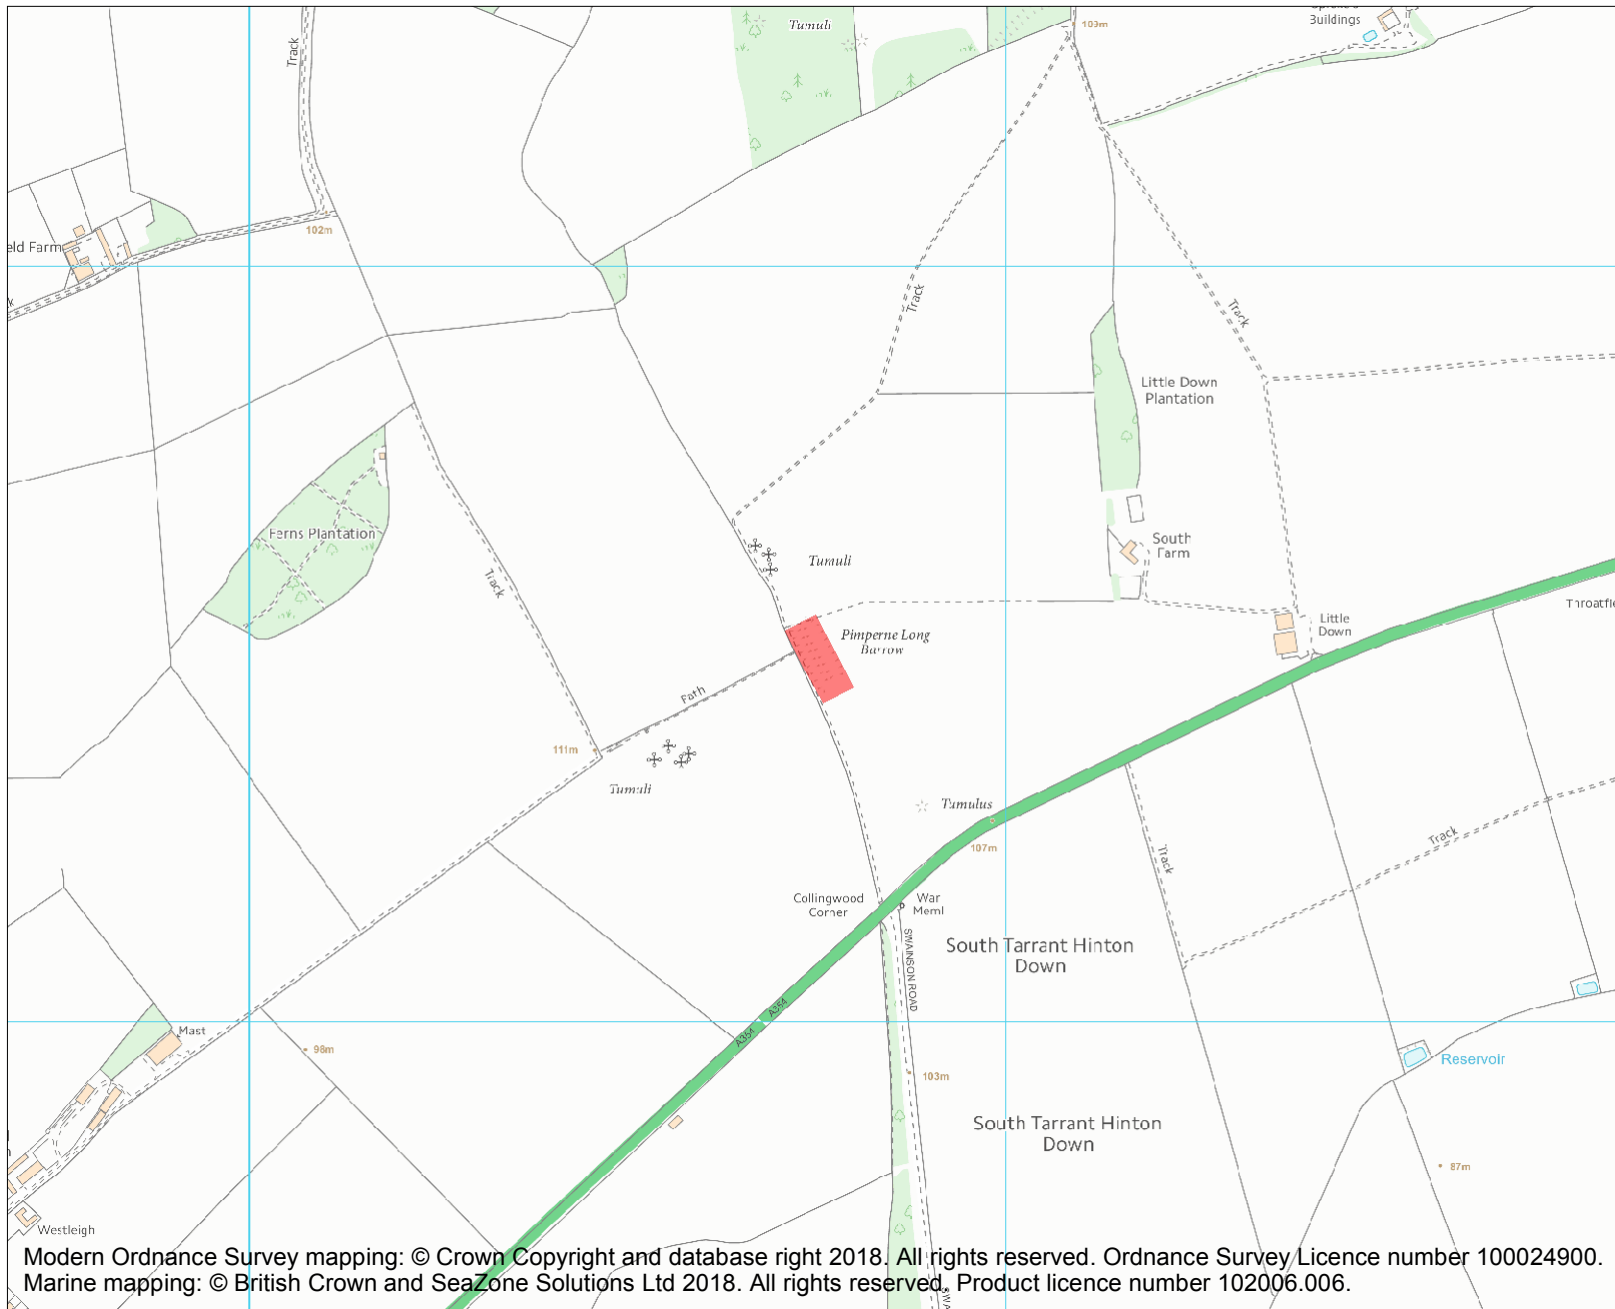 Tumuli
109m
Buildings
Track
102m
eld Farm
Track
Track
Little Down
Plantation
Ferns Plantation
South
Farm
Tumuli
Track
Little
Down
Throatfie
Pimperne Long
Barrow
Path
111m
Tumuli
Tumulus
107m
Track
Track
Collingwood
Corner
War
Meml
SWAINSON ROAD
South Tarrant Hinton
Down
A354
A354
Mast
98m
103m
Reservoir
South Tarrant Hinton
Down
87m
Westleigh
Modern Ordnance Survey mapping: © Crown Copyright and database right 2018. All rights reserved. Ordnance Survey Licence number 100024900.
Marine mapping: © British Crown and SeaZone Solutions Ltd 2018. All rights reserved. Product licence number 102006.006.
SWA